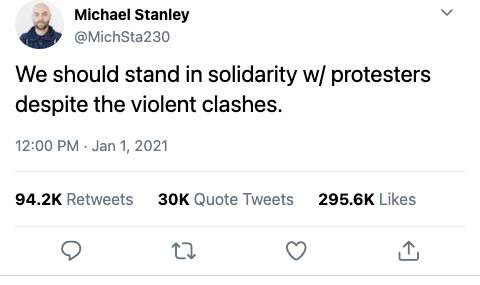 Michael Stanley
@MichSta230
We should stand in solidarity w/ protesters
despite the violent clashes.
12:00 PM · Jan 1, 2021
94.2K Retweets 30K Quote Tweets 295.6K Likes